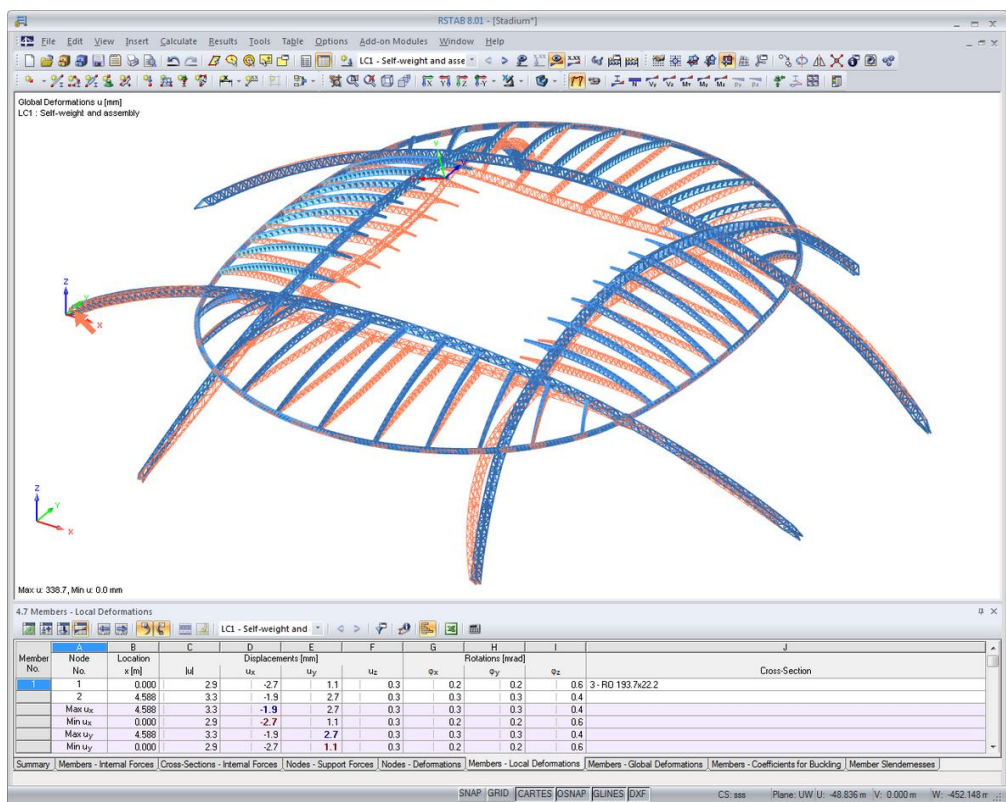 RSTAB 8.01 - [Stadium*]
File Edit View Insert Calculate Results Tools Table Options Add-on Modules Window Help
LC1 - Self-weight and asse
Global Deformations u [mm]
LC1 : Self-weight and assembly
Z
Y
X
Z
Y
X
Max u: 338.7, Min u: 0.0 mm
4.7 Members - Local Deformations
LC1 - Self-weight and
A B C D E F G H I J
Member Node Location Displacements [mm] Rotations [mrad]
No. No. x [m] |u| ux uy uz φx φy φz Cross-Section
1 1 0.000 2.9 -2.7 1.1 0.3 0.2 0.2 0.6 3 - RO 193.7x22.2
2 4.588 3.3 -1.9 2.7 0.3 0.2 0.2 0.4
Max ux 4.588 3.3 -1.9 2.7 0.3 0.2 0.2 0.4
Min ux 0.000 2.9 -2.7 1.1 0.3 0.2 0.2 0.6
Max uy 4.588 3.3 -1.9 2.7 0.3 0.2 0.2 0.4
Min uy 0.000 2.9 -2.7 1.1 0.3 0.2 0.2 0.6
Summary Members - Internal Forces Cross-Sections - Internal Forces Nodes - Support Forces Nodes - Deformations Members - Local Deformations Members - Global Deformations Members - Coefficients for Buckling Member Slendernesses
SNAP GRID CARTES OSNAP GLINES DXF CS: sss Plane: UW U: -48.836 m V: 0.000 m W: -452.148 m